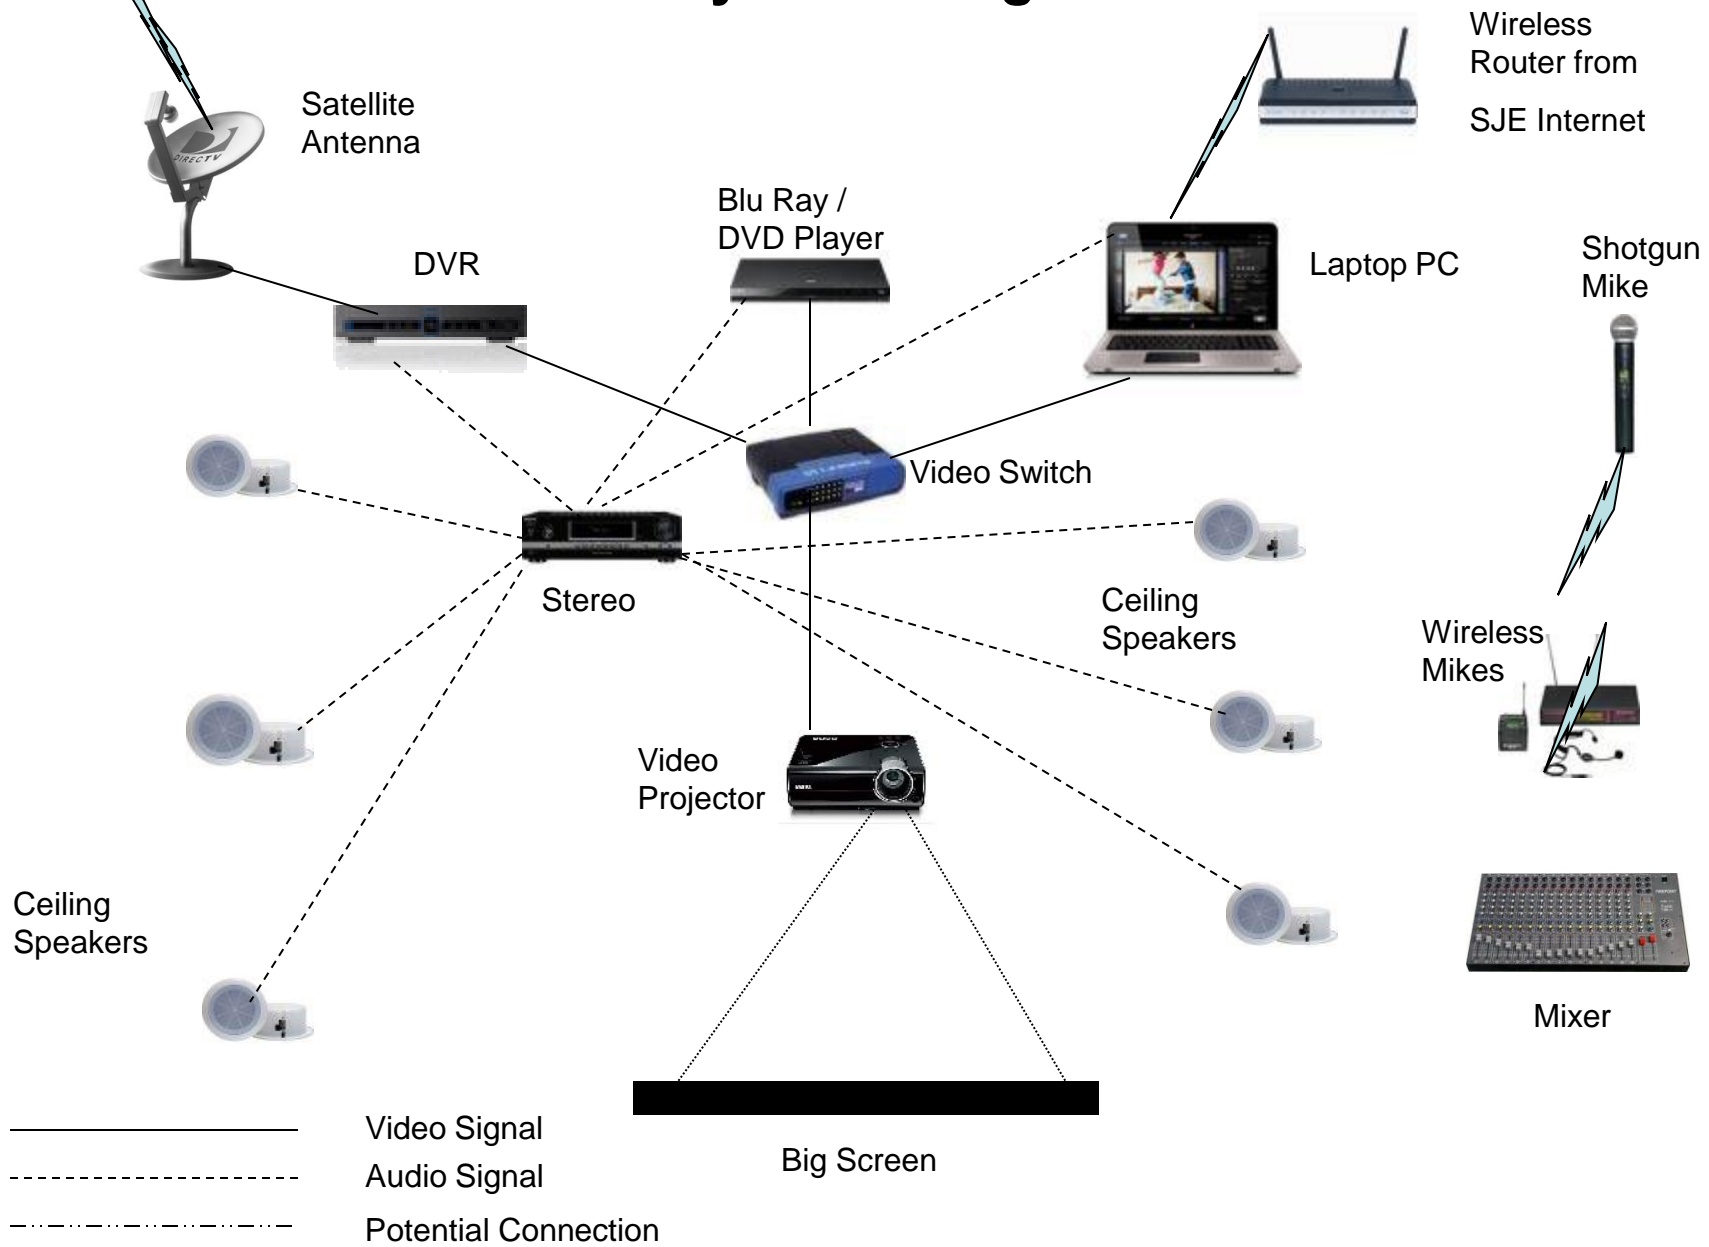 Wireless
Router from
SJE Internet
Satellite
Antenna
DIRECTV
Blu Ray /
DVD Player
DVR
Laptop PC
Shotgun
Mike
Video Switch
Stereo
Ceiling
Speakers
Wireless
Mikes
Video
Projector
Ceiling
Speakers
Mixer
Big Screen
Video Signal
Audio Signal
Potential Connection